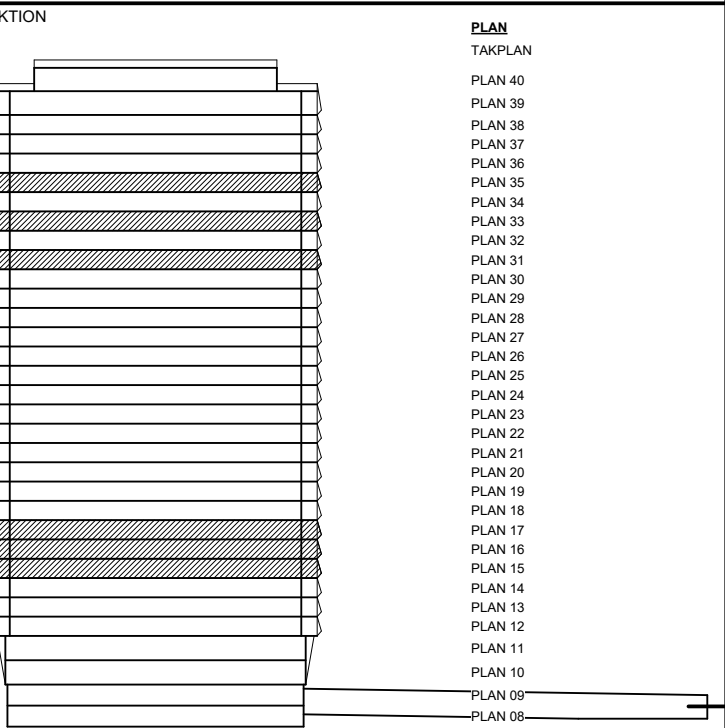 KTION
PLAN
TAKPLAN
PLAN 40
PLAN 39
PLAN 38
PLAN 37
PLAN 36
PLAN 35
PLAN 34
PLAN 33
PLAN 32
PLAN 31
PLAN 30
PLAN 29
PLAN 28
PLAN 27
PLAN 26
PLAN 25
PLAN 24
PLAN 23
PLAN 22
PLAN 21
PLAN 20
PLAN 19
PLAN 18
PLAN 17
PLAN 16
PLAN 15
PLAN 14
PLAN 13
PLAN 12
PLAN 11
PLAN 10
PLAN 09
PLAN 08